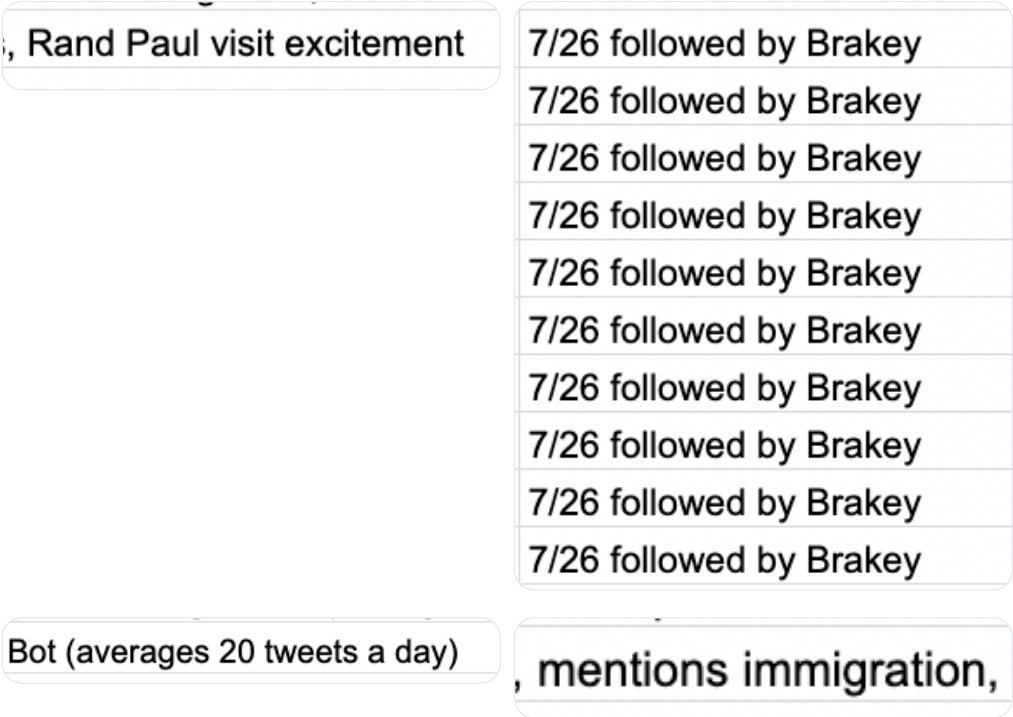 , Rand Paul visit excitement
7/26 followed by Brakey
7/26 followed by Brakey
7/26 followed by Brakey
7/26 followed by Brakey
7/26 followed by Brakey
7/26 followed by Brakey
7/26 followed by Brakey
7/26 followed by Brakey
7/26 followed by Brakey
7/26 followed by Brakey
Bot (averages 20 tweets a day)
, mentions immigration,